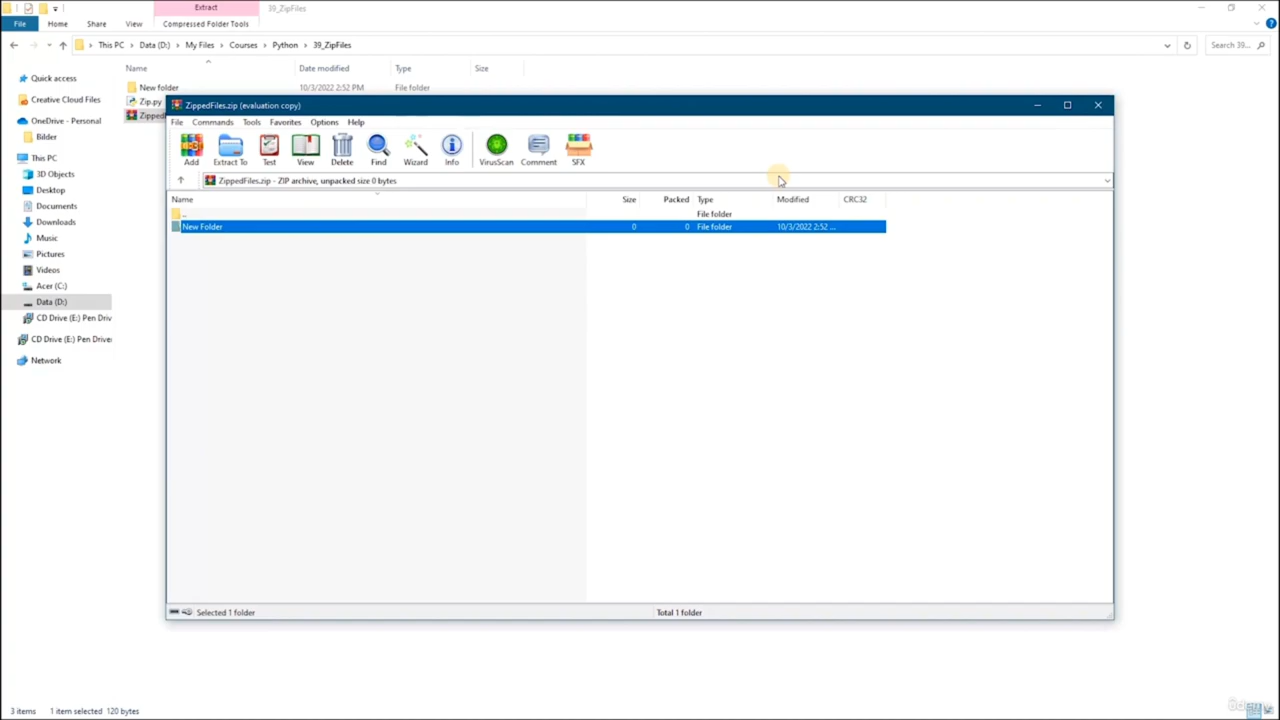 Extract
39_ZipFiles
File
Home
Share
View
Compressed Folder Tools
This PC
Data (D:)
My Files
Courses
Python
39_ZipFiles
Search 39...
Name
Date modified
Type
Size
Quick access
Creative Cloud Files
OneDrive - Personal
Bilder
This PC
3D Objects
Desktop
Documents
Downloads
Music
Pictures
Videos
Acer (C:)
Data (D:)
CD Drive (E:) Pen Driv
CD Drive (E:) Pen Drive
Network
New folder
10/3/2022 2:52 PM
File folder
Zip.py
Zipped
ZippedFiles.zip (evaluation copy)
File
Commands
Tools
Favorites
Options
Help
Add
Extract To
Test
View
Delete
Find
Wizard
Info
VirusScan
Comment
SFX
ZippedFiles.zip - ZIP archive, unpacked size 0 bytes
Name
Size
Packed
Type
Modified
CRC32
..
File folder
New Folder
0
0
File folder
10/3/2022 2:52 ...
Selected 1 folder
Total 1 folder
3 items
1 item selected
120 bytes